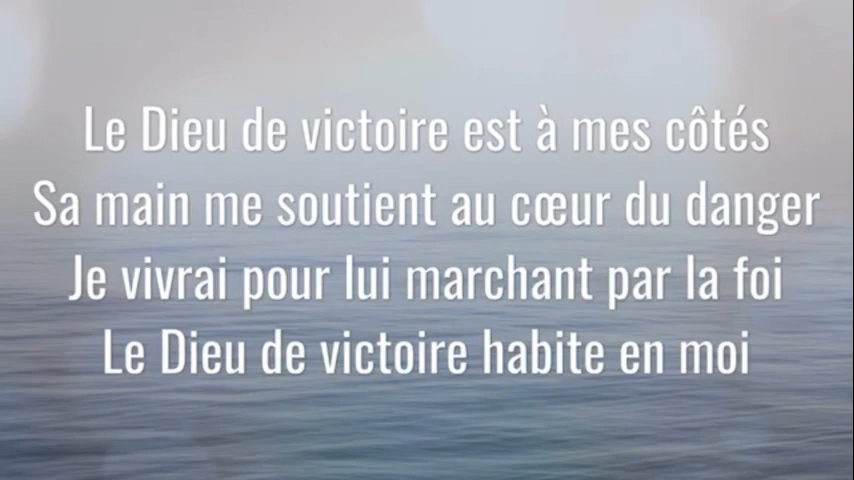 Le Dieu de victoire est à mes côtés
Sa main me soutient au cœur du danger
Je vivrai pour lui marchant par la foi
Le Dieu de victoire habite en moi